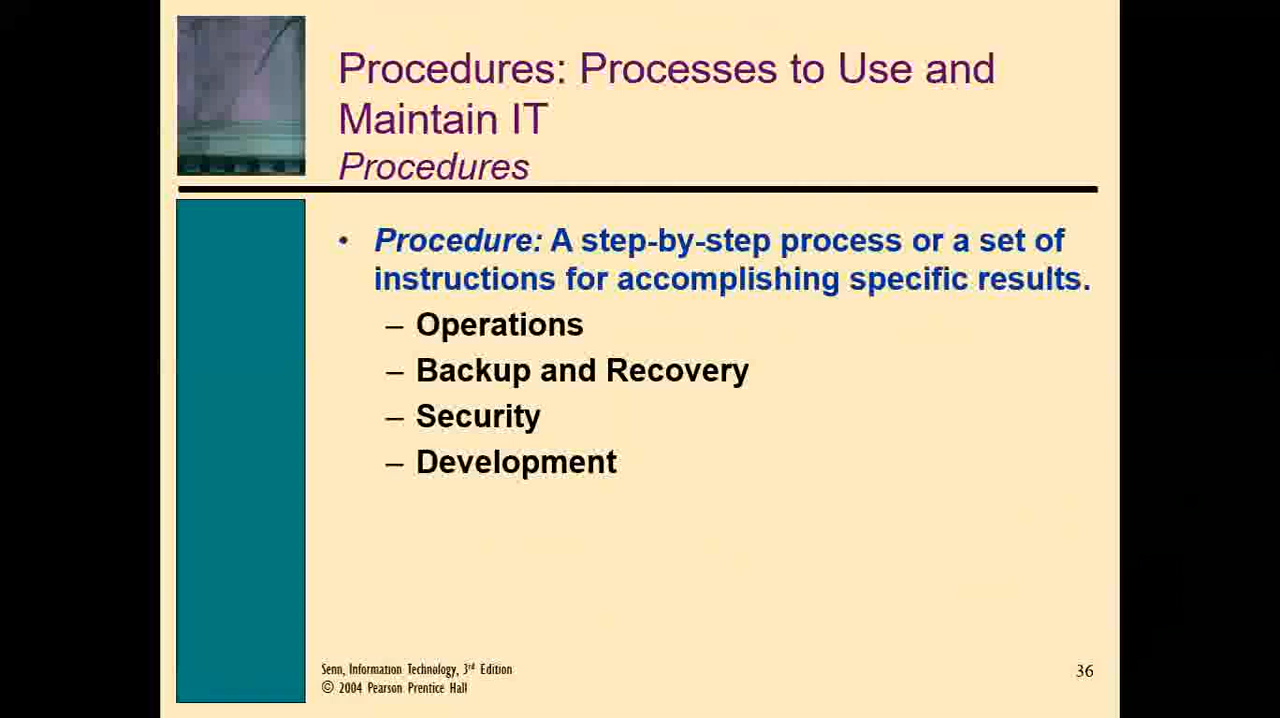 Procedures: Processes to Use and
Maintain IT
Procedures
• Procedure: A step-by-step process or a set of
instructions for accomplishing specific results.
– Operations
– Backup and Recovery
– Security
– Development
Senn, Information Technology, 3rd Edition
© 2004 Pearson Prentice Hall
36